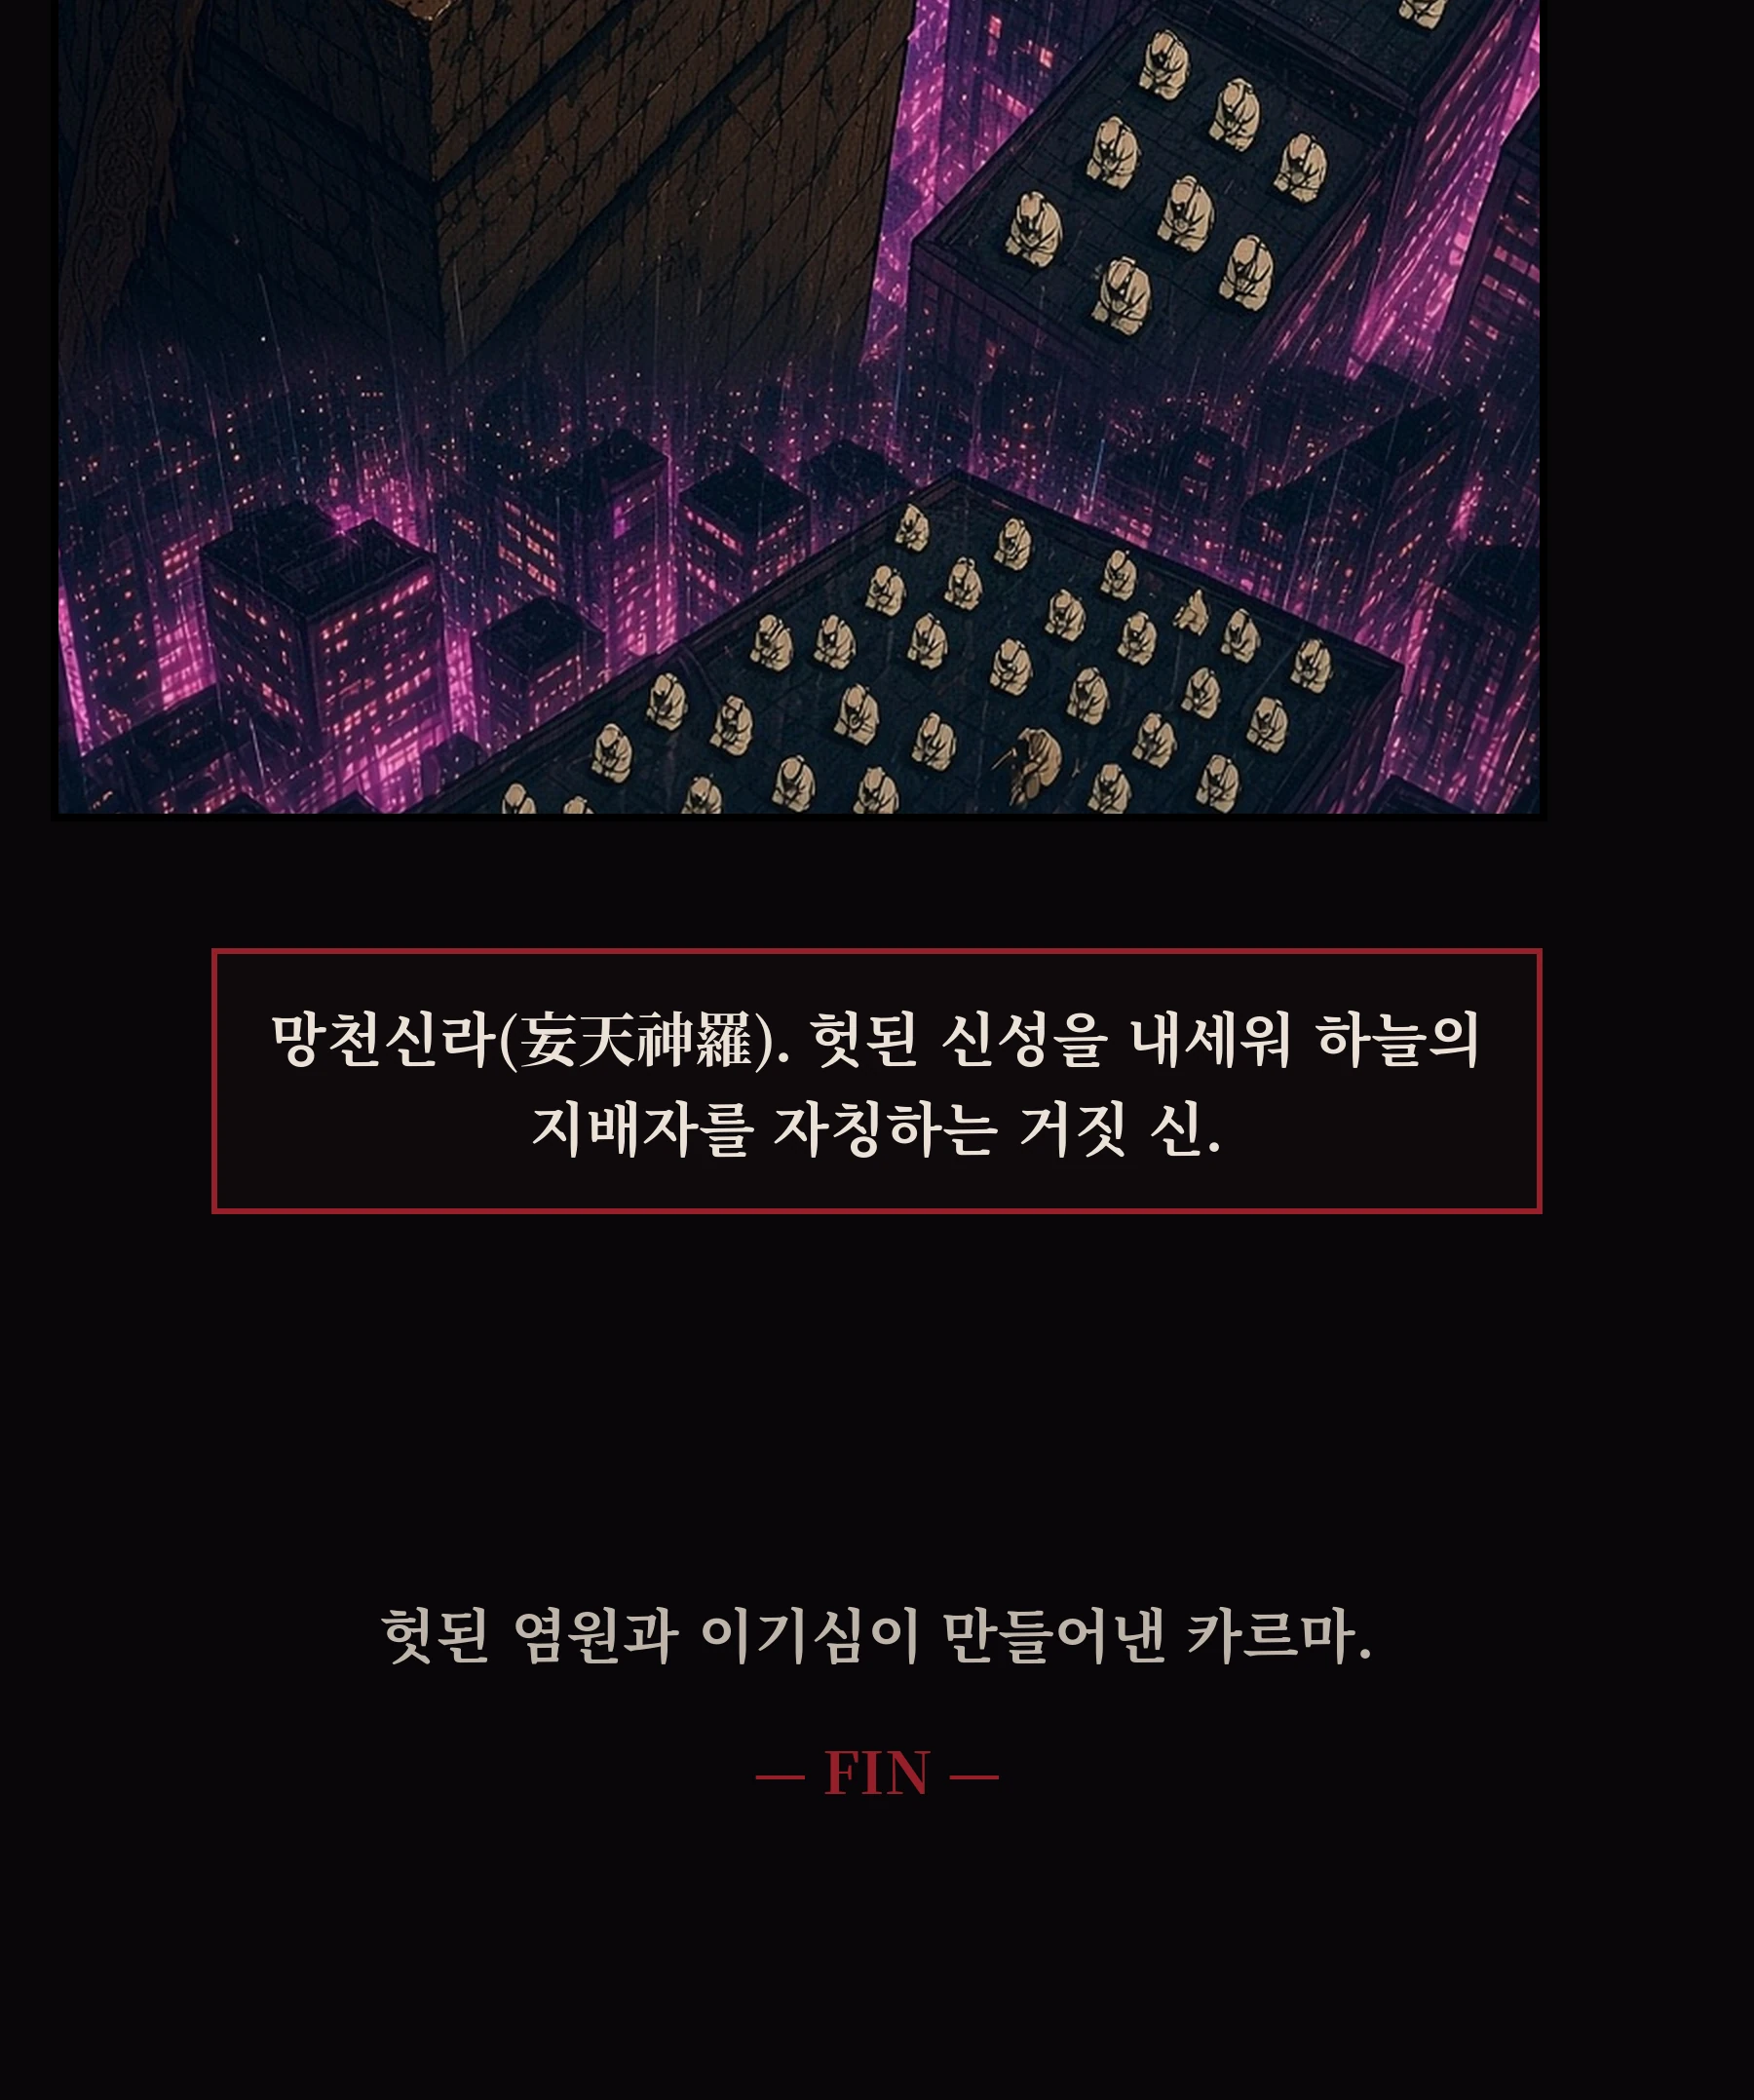 망천신라(妄天神羅). 헛된 신성을 내세워 하늘의
지배자를 자칭하는 거짓 신.
헛된 염원과 이기심이 만들어낸 카르마.
— FIN —